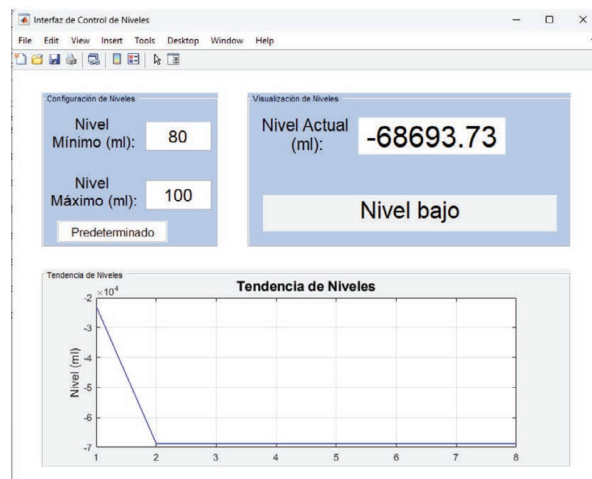 Interfaz de Control de Niveles
File Edit View Insert Tools Desktop Window Help
Configuración de Niveles
Nivel
Mínimo (ml):
80
Nivel
Máximo (ml):
100
Predeterminado
Visualización de Niveles
Nivel Actual
(ml):
-68693.73
Nivel bajo
Tendencia de Niveles
×10⁴
Tendencia de Niveles
Nivel (ml)
-2
-3
-4
-5
-6
-7
1 2 3 4 5 6 7 8